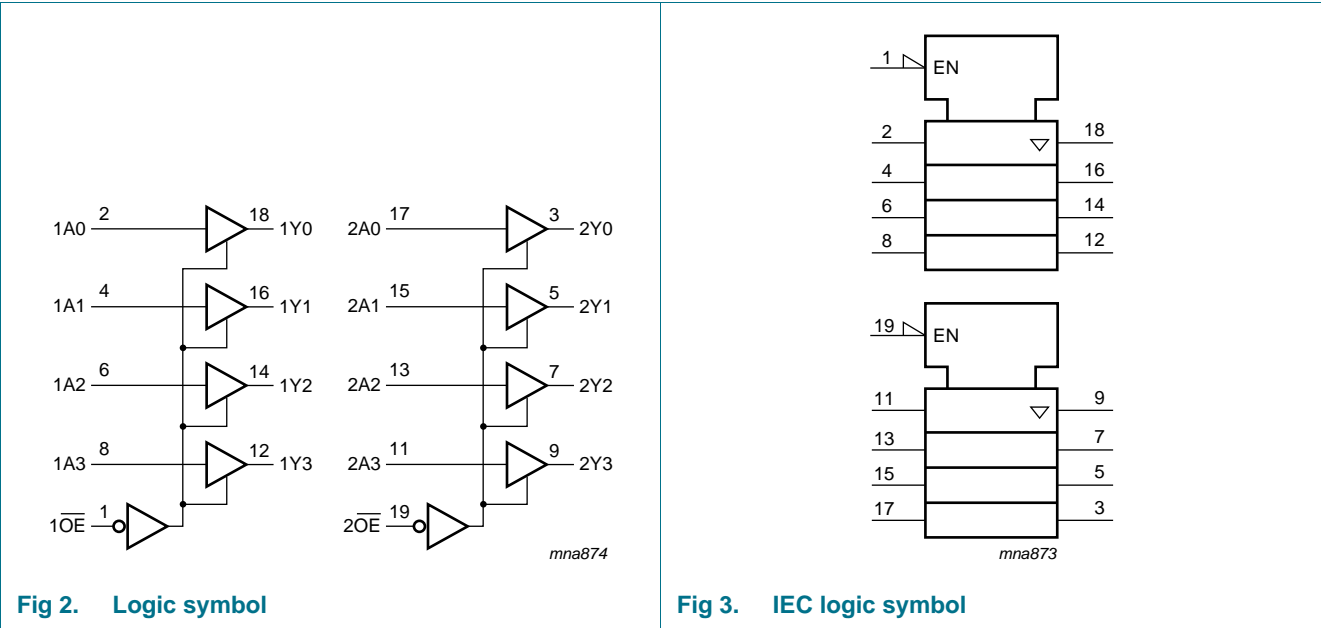 1A0 2 18 1Y0
1A1 4 16 1Y1
1A2 6 14 1Y2
1A3 8 12 1Y3
1O̅E̅ 1
2A0 17 3 2Y0
2A1 15 5 2Y1
2A2 13 7 2Y2
2A3 11 9 2Y3
2O̅E̅ 19
mna874
Fig 2. Logic symbol
1 EN
2 18
4 16
6 14
8 12
19 EN
11 9
13 7
15 5
17 3
mna873
Fig 3. IEC logic symbol